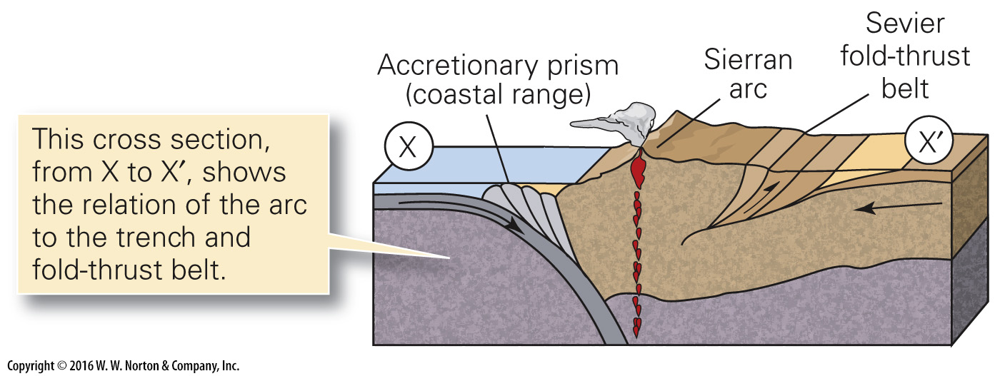 Sevier
fold-thrust
belt
Sierran
arc
Accretionary prism
(coastal range)
X
X′
This cross section,
from X to X′, shows
the relation of the arc
to the trench and
fold-thrust belt.
Copyright © 2016 W. W. Norton & Company, Inc.